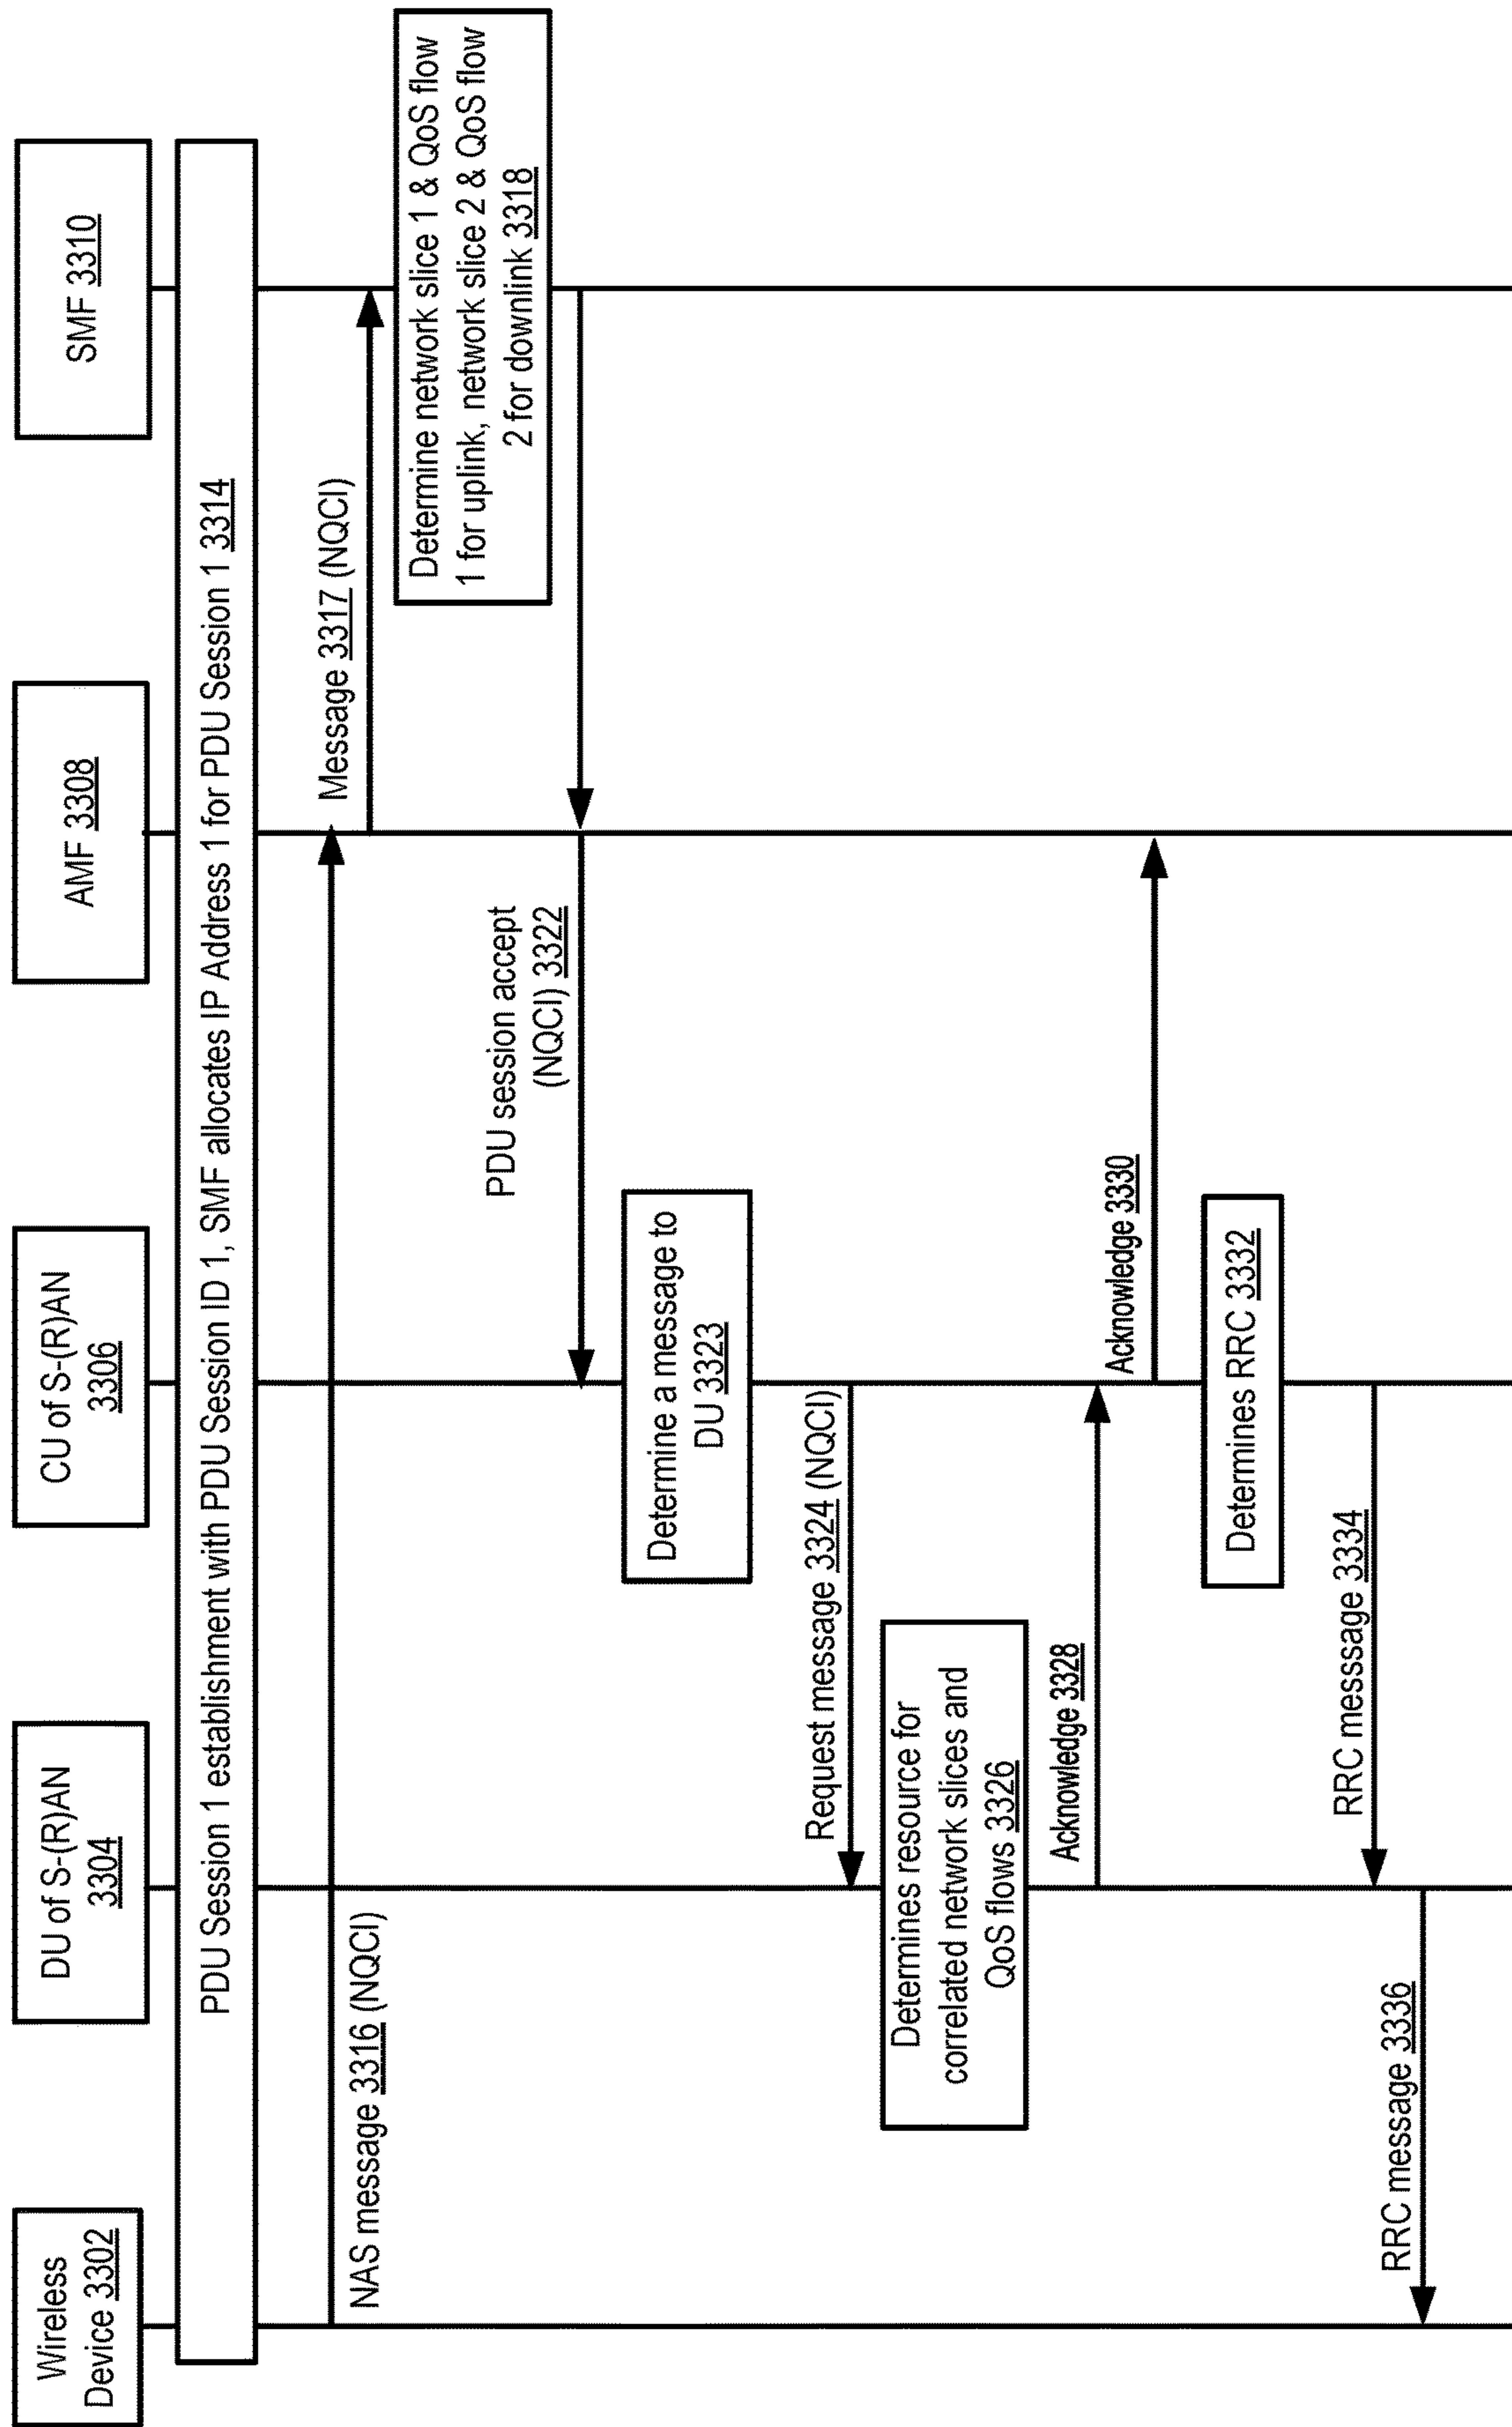 Wireless
Device 3302
DU of S-(R)AN
3304
CU of S-(R)AN
3306
AMF 3308
SMF 3310
PDU Session 1 establishment with PDU Session ID 1, SMF allocates IP Address 1 for PDU Session 1 3314
NAS message 3316 (NQCI)
Message 3317 (NQCI)
Determine network slice 1 & QoS flow
1 for uplink, network slice 2 & QoS flow
2 for downlink 3318
PDU session accept
(NQCI) 3322
Determine a message to
DU 3323
Request message 3324 (NQCI)
Determines resource for
correlated network slices and
QoS flows 3326
Acknowledge 3328
Acknowledge 3330
Determines RRC 3332
RRC message 3334
RRC message 3336